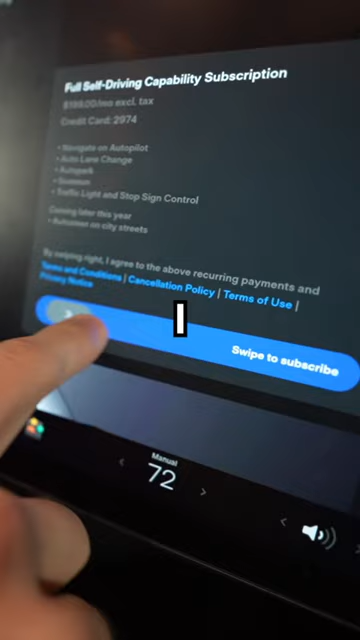 Full Self-Driving Capability Subscription
$199.00/mo excl. tax
Credit Card: 2974
• Navigate on Autopilot
• Auto Lane Change
• Autopark
• Summon
• Traffic Light and Stop Sign Control
Coming later this year
• Autosteer on city streets
By swiping right, I agree to the above recurring payments and
Terms and Conditions | Cancellation Policy | Terms of Use |
Privacy Notice
I
Swipe to subscribe
Manual
72